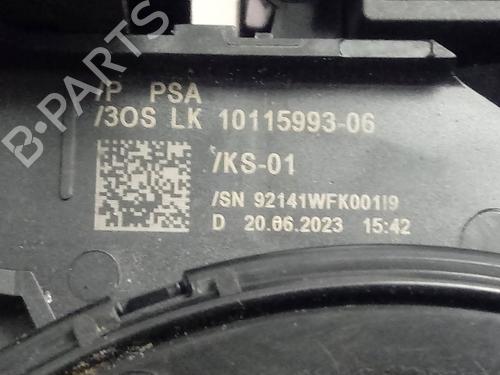 /P PSA
/3OS LK 10115993-06
/KS-01
/SN 92141WFK001I9
D 20.06.2023 15:42
B-PARTS